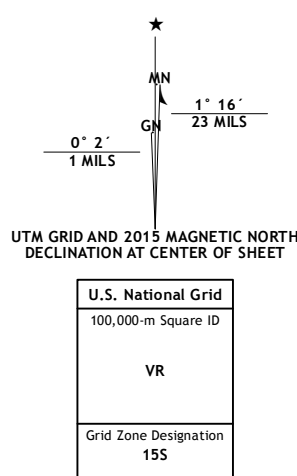 ★
MN
1° 16´
23 MILS
GN
0° 2´
1 MILS
UTM GRID AND 2015 MAGNETIC NORTH
DECLINATION AT CENTER OF SHEET
U.S. National Grid
100,000-m Square ID
VR
Grid Zone Designation
15S